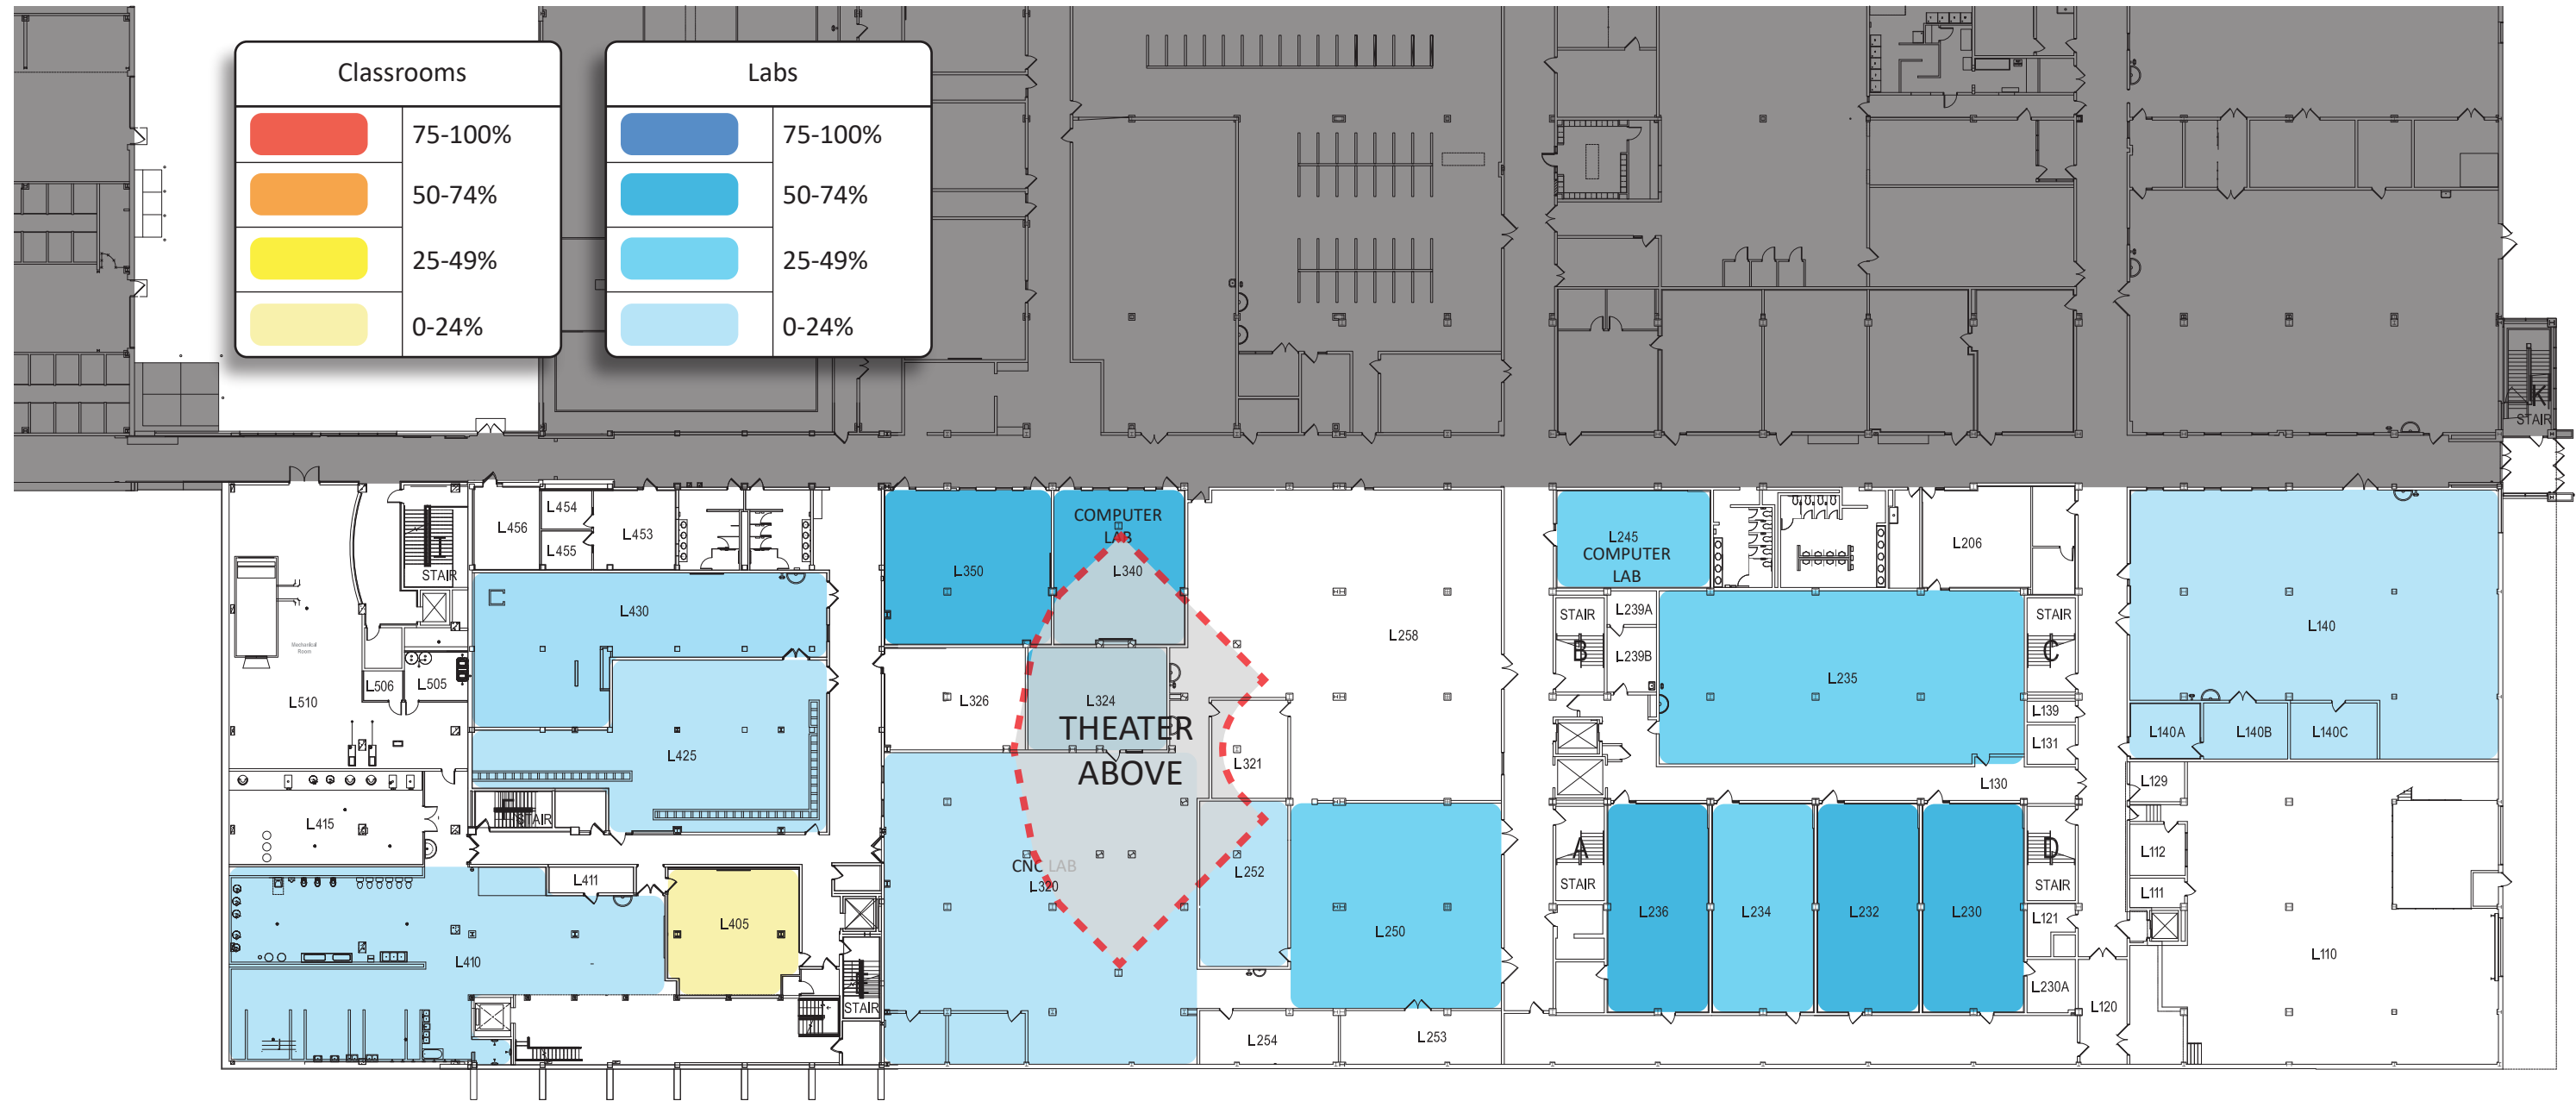 Classrooms
75-100%
50-74%
25-49%
0-24%
Labs
75-100%
50-74%
25-49%
0-24%
K
STAIR
L456
L454
L455
L453
I
STAIR
L430
Mechanical
Room
L506
L505
L510
L425
L415
STAIR
L411
L405
L410
STAIR
L350
COMPUTER
LAB
L340
L326
L324
THEATER
ABOVE
L321
L258
CNC LAB
L320
L252
L250
L254
L253
L245
COMPUTER
LAB
L206
STAIR
B
L239A
L239B
L235
STAIR
C
L139
L131
L130
A
STAIR
L236
L234
L232
L230
D
STAIR
L121
L230A
L120
L140
L140A
L140B
L140C
L129
L112
L111
L110